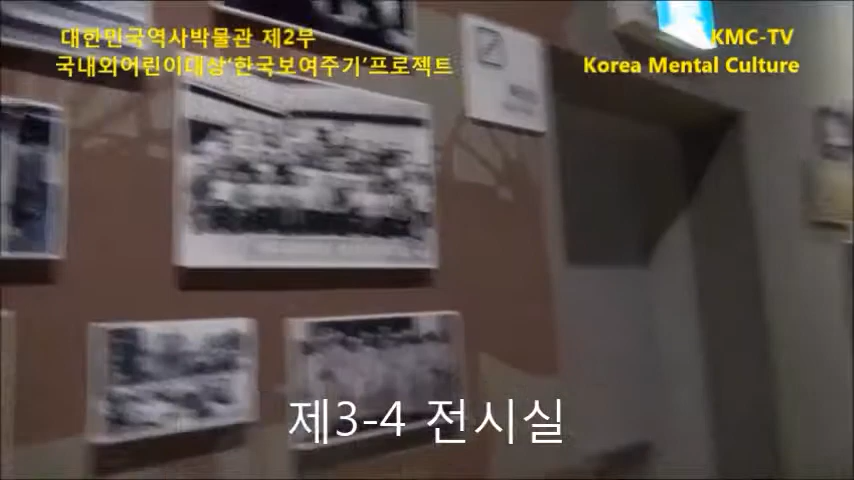 대한민국역사박물관 제2부
국내외어린이대상‘한국보여주기’프로젝트
KMC-TV
Korea Mental Culture
제3-4 전시실